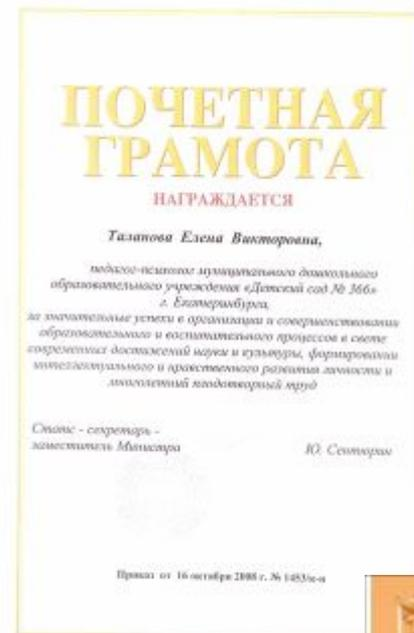 ПОЧЕТНАЯ
ГРАМОТА
НАГРАЖДАЕТСЯ
Талапова Елена Викторовна,
педагог-психолог муниципального дошкольного
образовательного учреждения «Детский сад № 366»
г. Екатеринбурга,
за значительные успехи в организации и совершенствовании
образовательного и воспитательного процессов в свете
современных достижений науки и культуры, формировании
интеллектуального и нравственного развития личности и
многолетний плодотворный труд
Статс - секретарь -
заместитель Министра
Ю. Сентюрин
Приказ от 16 октября 2008 г. № 1453/к-н